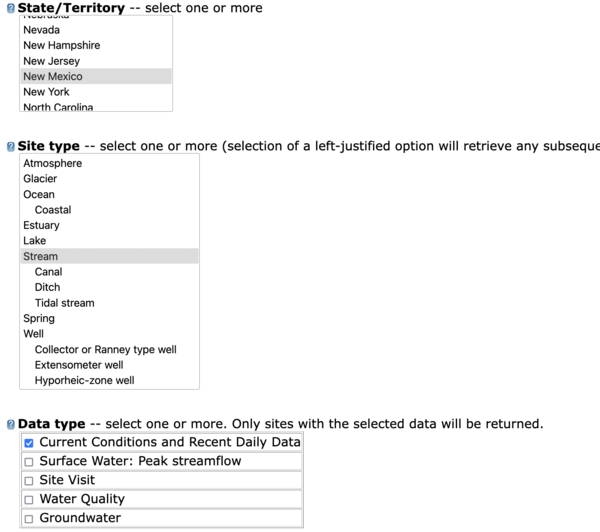 State/Territory -- select one or more
Nebraska
Nevada
New Hampshire
New Jersey
New Mexico
New York
North Carolina
Site type -- select one or more (selection of a left-justified option will retrieve any subseque
Atmosphere
Glacier
Ocean
Coastal
Estuary
Lake
Stream
Canal
Ditch
Tidal stream
Spring
Well
Collector or Ranney type well
Extensometer well
Hyporheic-zone well
Data type -- select one or more. Only sites with the selected data will be returned.
Current Conditions and Recent Daily Data
Surface Water: Peak streamflow
Site Visit
Water Quality
Groundwater